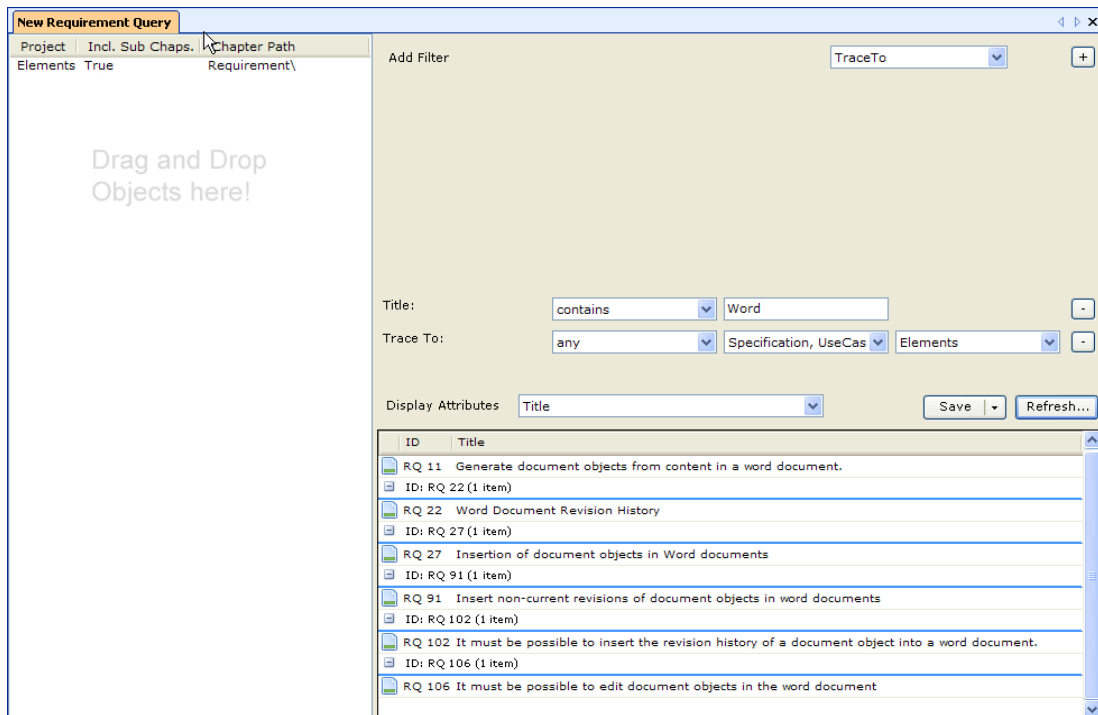 New Requirement Query
Project Incl. Sub Chaps. Chapter Path
Elements True Requirement\
Drag and Drop
Objects here!
Add Filter TraceTo +
Title: contains Word -
Trace To: any Specification, UseCas Elements -
Display Attributes Title Save Refresh...
ID Title
RQ 11 Generate document objects from content in a word document.
ID: RQ 22 (1 item)
RQ 22 Word Document Revision History
ID: RQ 27 (1 item)
RQ 27 Insertion of document objects in Word documents
ID: RQ 91 (1 item)
RQ 91 Insert non-current revisions of document objects in word documents
ID: RQ 102 (1 item)
RQ 102 It must be possible to insert the revision history of a document object into a word document.
ID: RQ 106 (1 item)
RQ 106 It must be possible to edit document objects in the word document